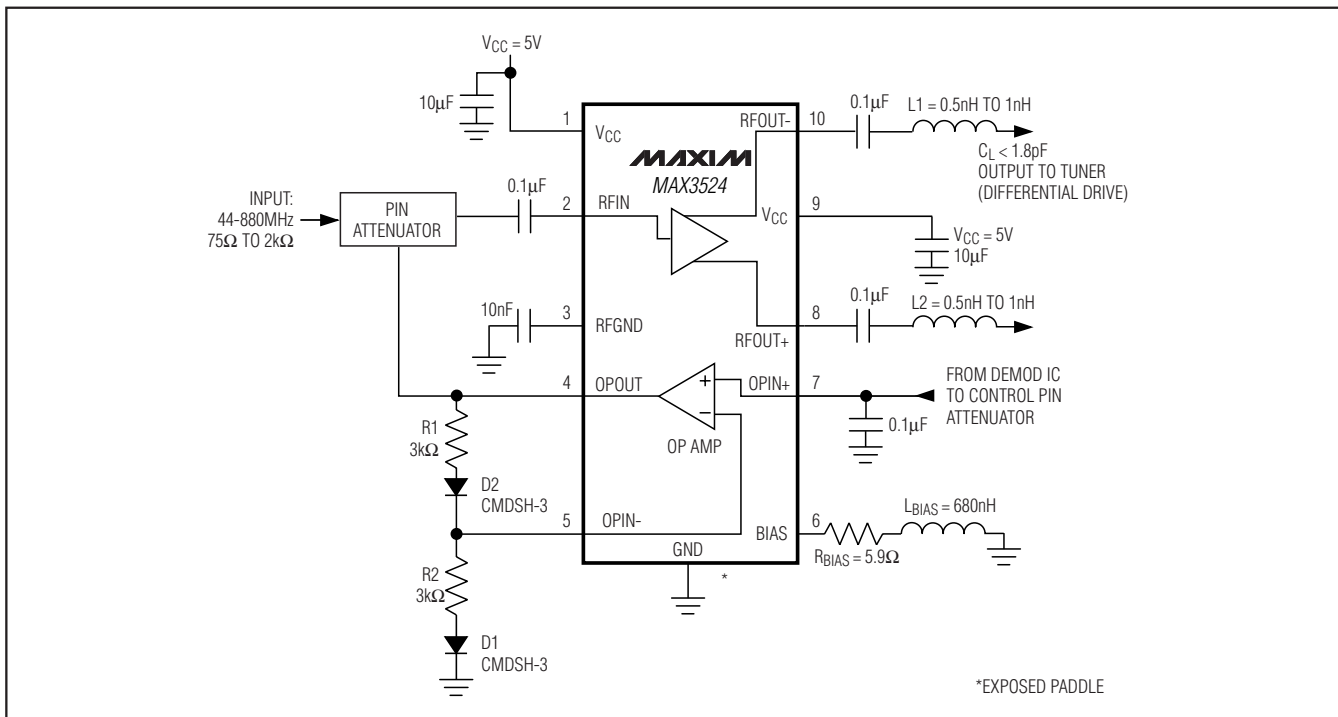 V_CC = 5V
10µF
1
V_CC
MAXIM
MAX3524
RFOUT-
10
0.1µF
L1 = 0.5nH TO 1nH
C_L < 1.8pF
OUTPUT TO TUNER
(DIFFERENTIAL DRIVE)
INPUT:
44-880MHz
75Ω TO 2kΩ
PIN
ATTENUATOR
0.1µF
2
RFIN
V_CC
9
V_CC = 5V
10µF
10nF
3
RFGND
0.1µF
8
RFOUT+
L2 = 0.5nH TO 1nH
4
OPOUT
+
−
OP AMP
OPIN+
7
FROM DEMOD IC
TO CONTROL PIN
ATTENUATOR
0.1µF
R1
3kΩ
D2
CMDSH-3
5
OPIN-
BIAS
6
R_BIAS = 5.9Ω
L_BIAS = 680nH
GND
*
R2
3kΩ
D1
CMDSH-3
*EXPOSED PADDLE